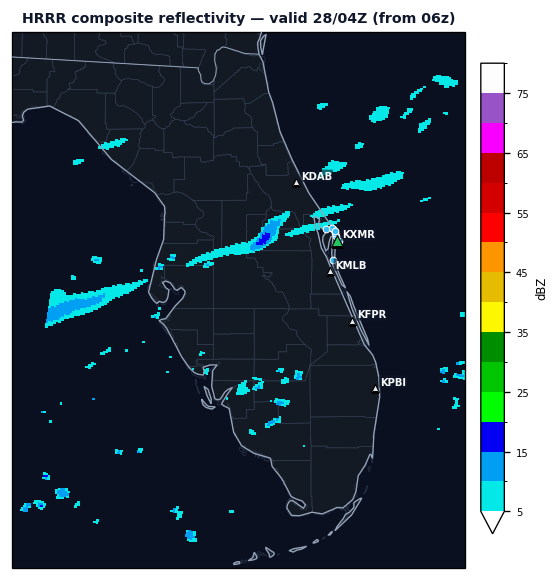 HRRR composite reflectivity — valid 28/04Z (from 06z)
KDAB
KXMR
KMLB
KFPR
KPBI
75
65
55
45
35
25
15
5
dBZ